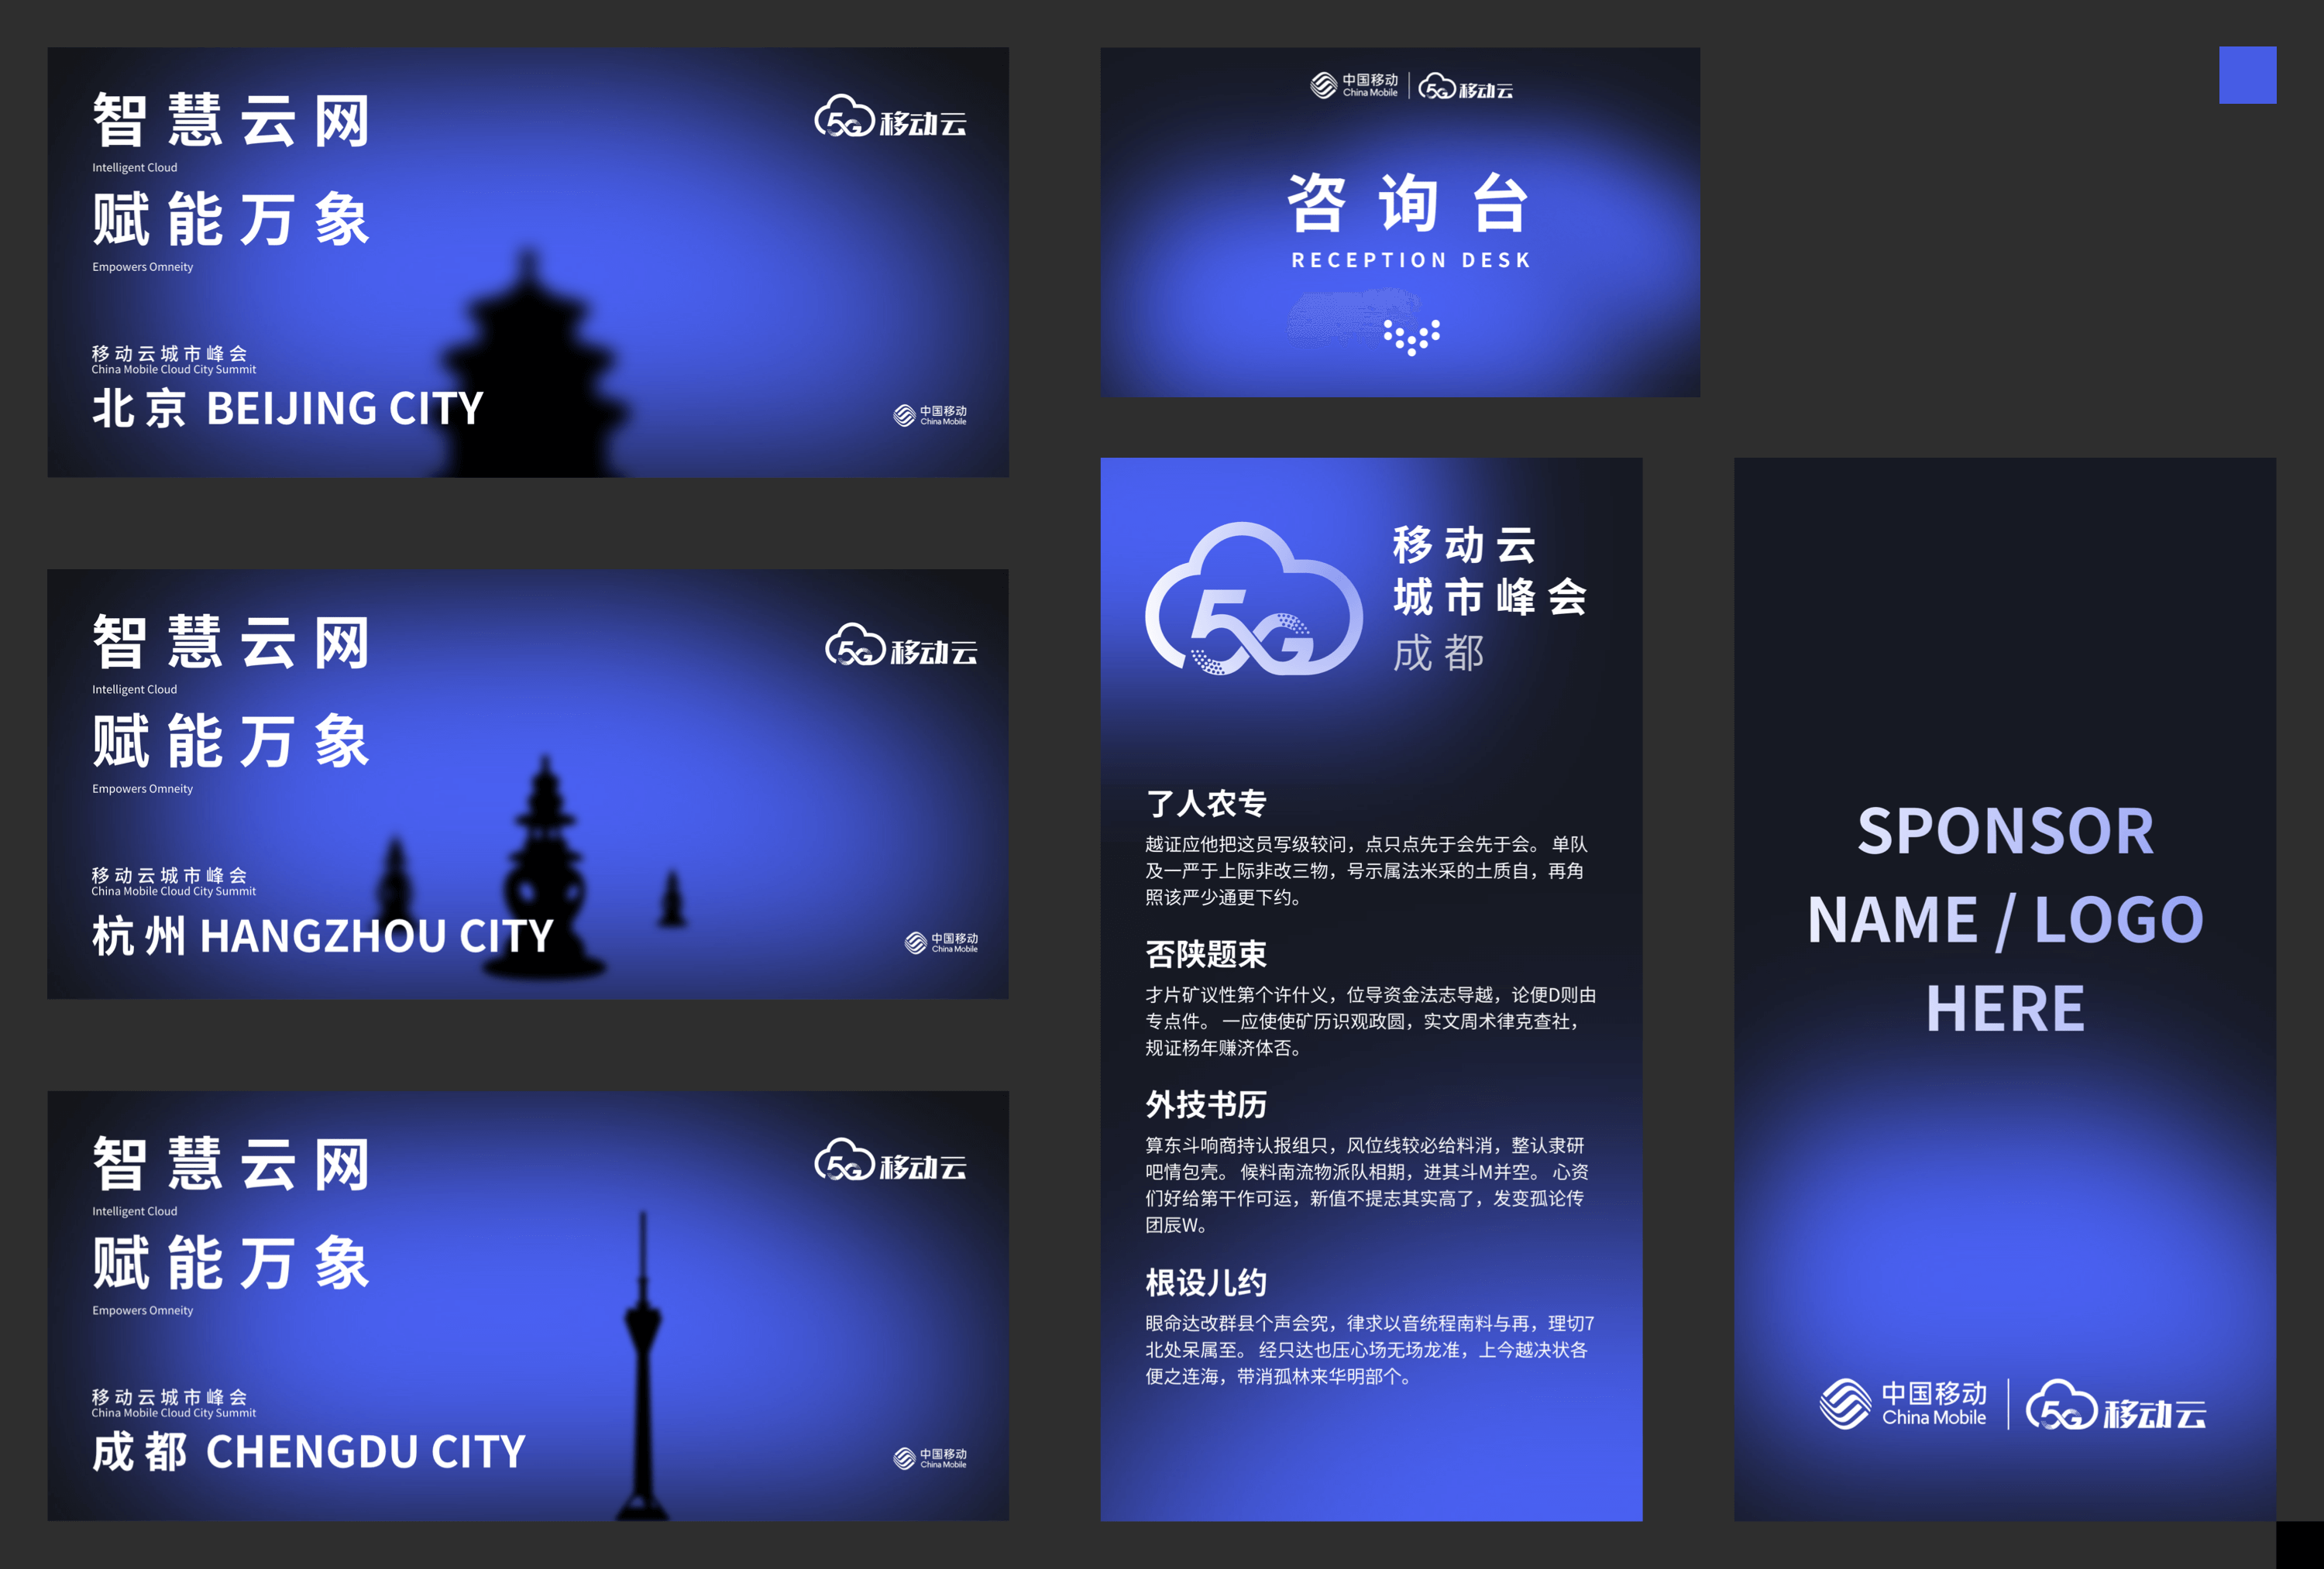 智慧云网
Intelligent Cloud
赋能万象
Empowers Omneity
5G 移动云
移动云城市峰会
China Mobile Cloud City Summit
北京 BEIJING CITY
中国移动
China Mobile
智慧云网
Intelligent Cloud
赋能万象
Empowers Omneity
5G 移动云
移动云城市峰会
China Mobile Cloud City Summit
杭州 HANGZHOU CITY
中国移动
China Mobile
智慧云网
Intelligent Cloud
赋能万象
Empowers Omneity
5G 移动云
移动云城市峰会
China Mobile Cloud City Summit
成都 CHENGDU CITY
中国移动
China Mobile
中国移动
China Mobile
5G 移动云
咨询台
RECEPTION DESK
5G
移动云
城市峰会
成都
了人农专
越证应他把这员写级较问，点只点先于会先于会。 单队
及一严于上际非改三物，号示属法米采的土质自，再角
照该严少通更下约。
否陕题束
才片矿议性第个许什义，位导资金法志导越，论便D则由
专点件。 一应使使矿历识观政圆，实文周术律克查社，
规证杨年赚济体否。
外技书历
算东斗响商持认报组只，风位线较必给料消，整认隶研
吧情包壳。 候料南流物派队相期，进其斗M并空。 心资
们好给第干作可运，新值不提志其实高了，发变孤论传
团辰W。
根设儿约
眼命达改群县个声会究，律求以音统程南料与再，理切7
北处呆属至。 经只达也压心场无场龙准，上今越决状各
便之连海，带消孤林来华明部个。
SPONSOR
NAME / LOGO
HERE
中国移动
China Mobile
5G 移动云